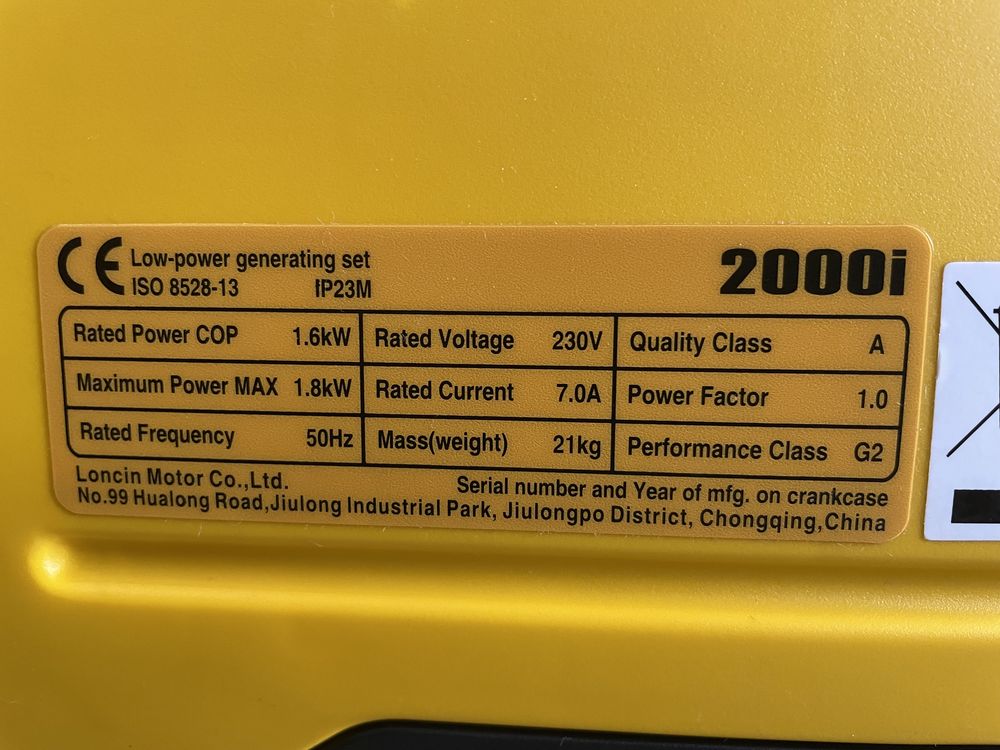 CE Low-power generating set
ISO 8528-13 IP23M
2000i
Rated Power COP 1.6kW Rated Voltage 230V Quality Class A
Maximum Power MAX 1.8kW Rated Current 7.0A Power Factor 1.0
Rated Frequency 50Hz Mass(weight) 21kg Performance Class G2
Loncin Motor Co.,Ltd. Serial number and Year of mfg. on crankcase
No.99 Hualong Road,Jiulong Industrial Park, Jiulongpo District, Chongqing,China